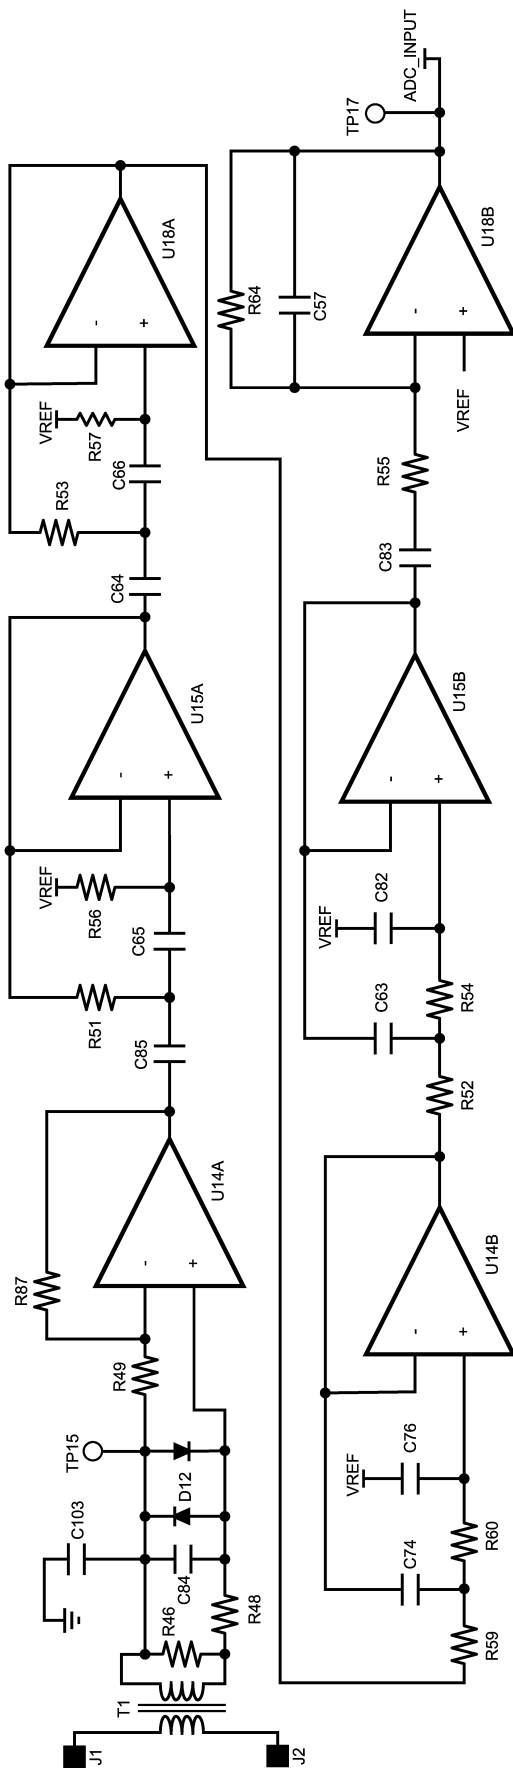 J1
J2
T1
R46
R48
C84
C103
D12
TP15
R49
R87
-
+
U14A
C85
R51
C65
R56
VREF
-
+
U15A
C64
R53
C66
R57
VREF
-
+
U18A
R59
C74
R60
C76
VREF
-
+
U14B
R52
C63
R54
C82
VREF
-
+
U15B
C83
R55
R64
C57
VREF
-
+
U18B
TP17
ADC_INPUT